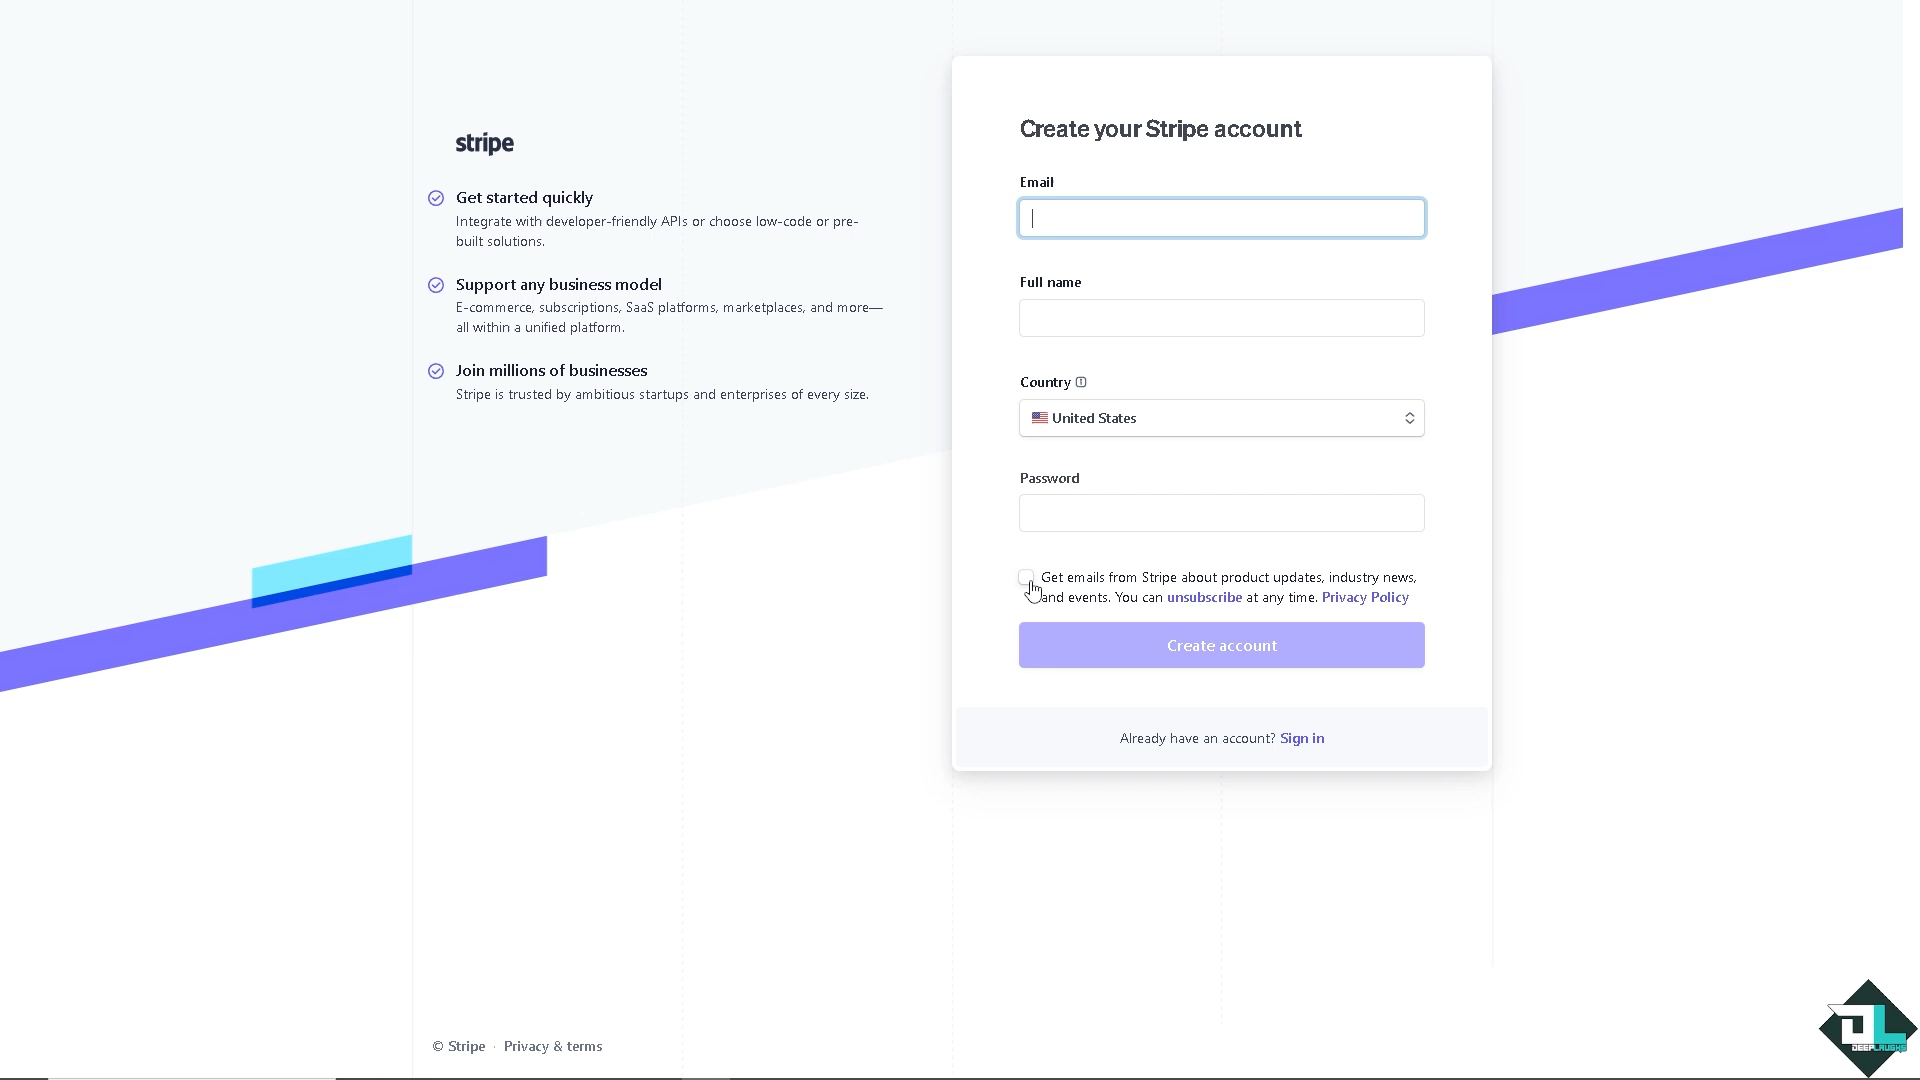 stripe
Get started quickly
Integrate with developer-friendly APIs or choose low-code or pre-
built solutions.
Support any business model
E-commerce, subscriptions, SaaS platforms, marketplaces, and more—
all within a unified platform.
Join millions of businesses
Stripe is trusted by ambitious startups and enterprises of every size.
Create your Stripe account
Email
Full name
Country
United States
Password
Get emails from Stripe about product updates, industry news,
and events. You can unsubscribe at any time. Privacy Policy
Create account
Already have an account? Sign in
© Stripe · Privacy & terms
DL
DEEPLAUGHS